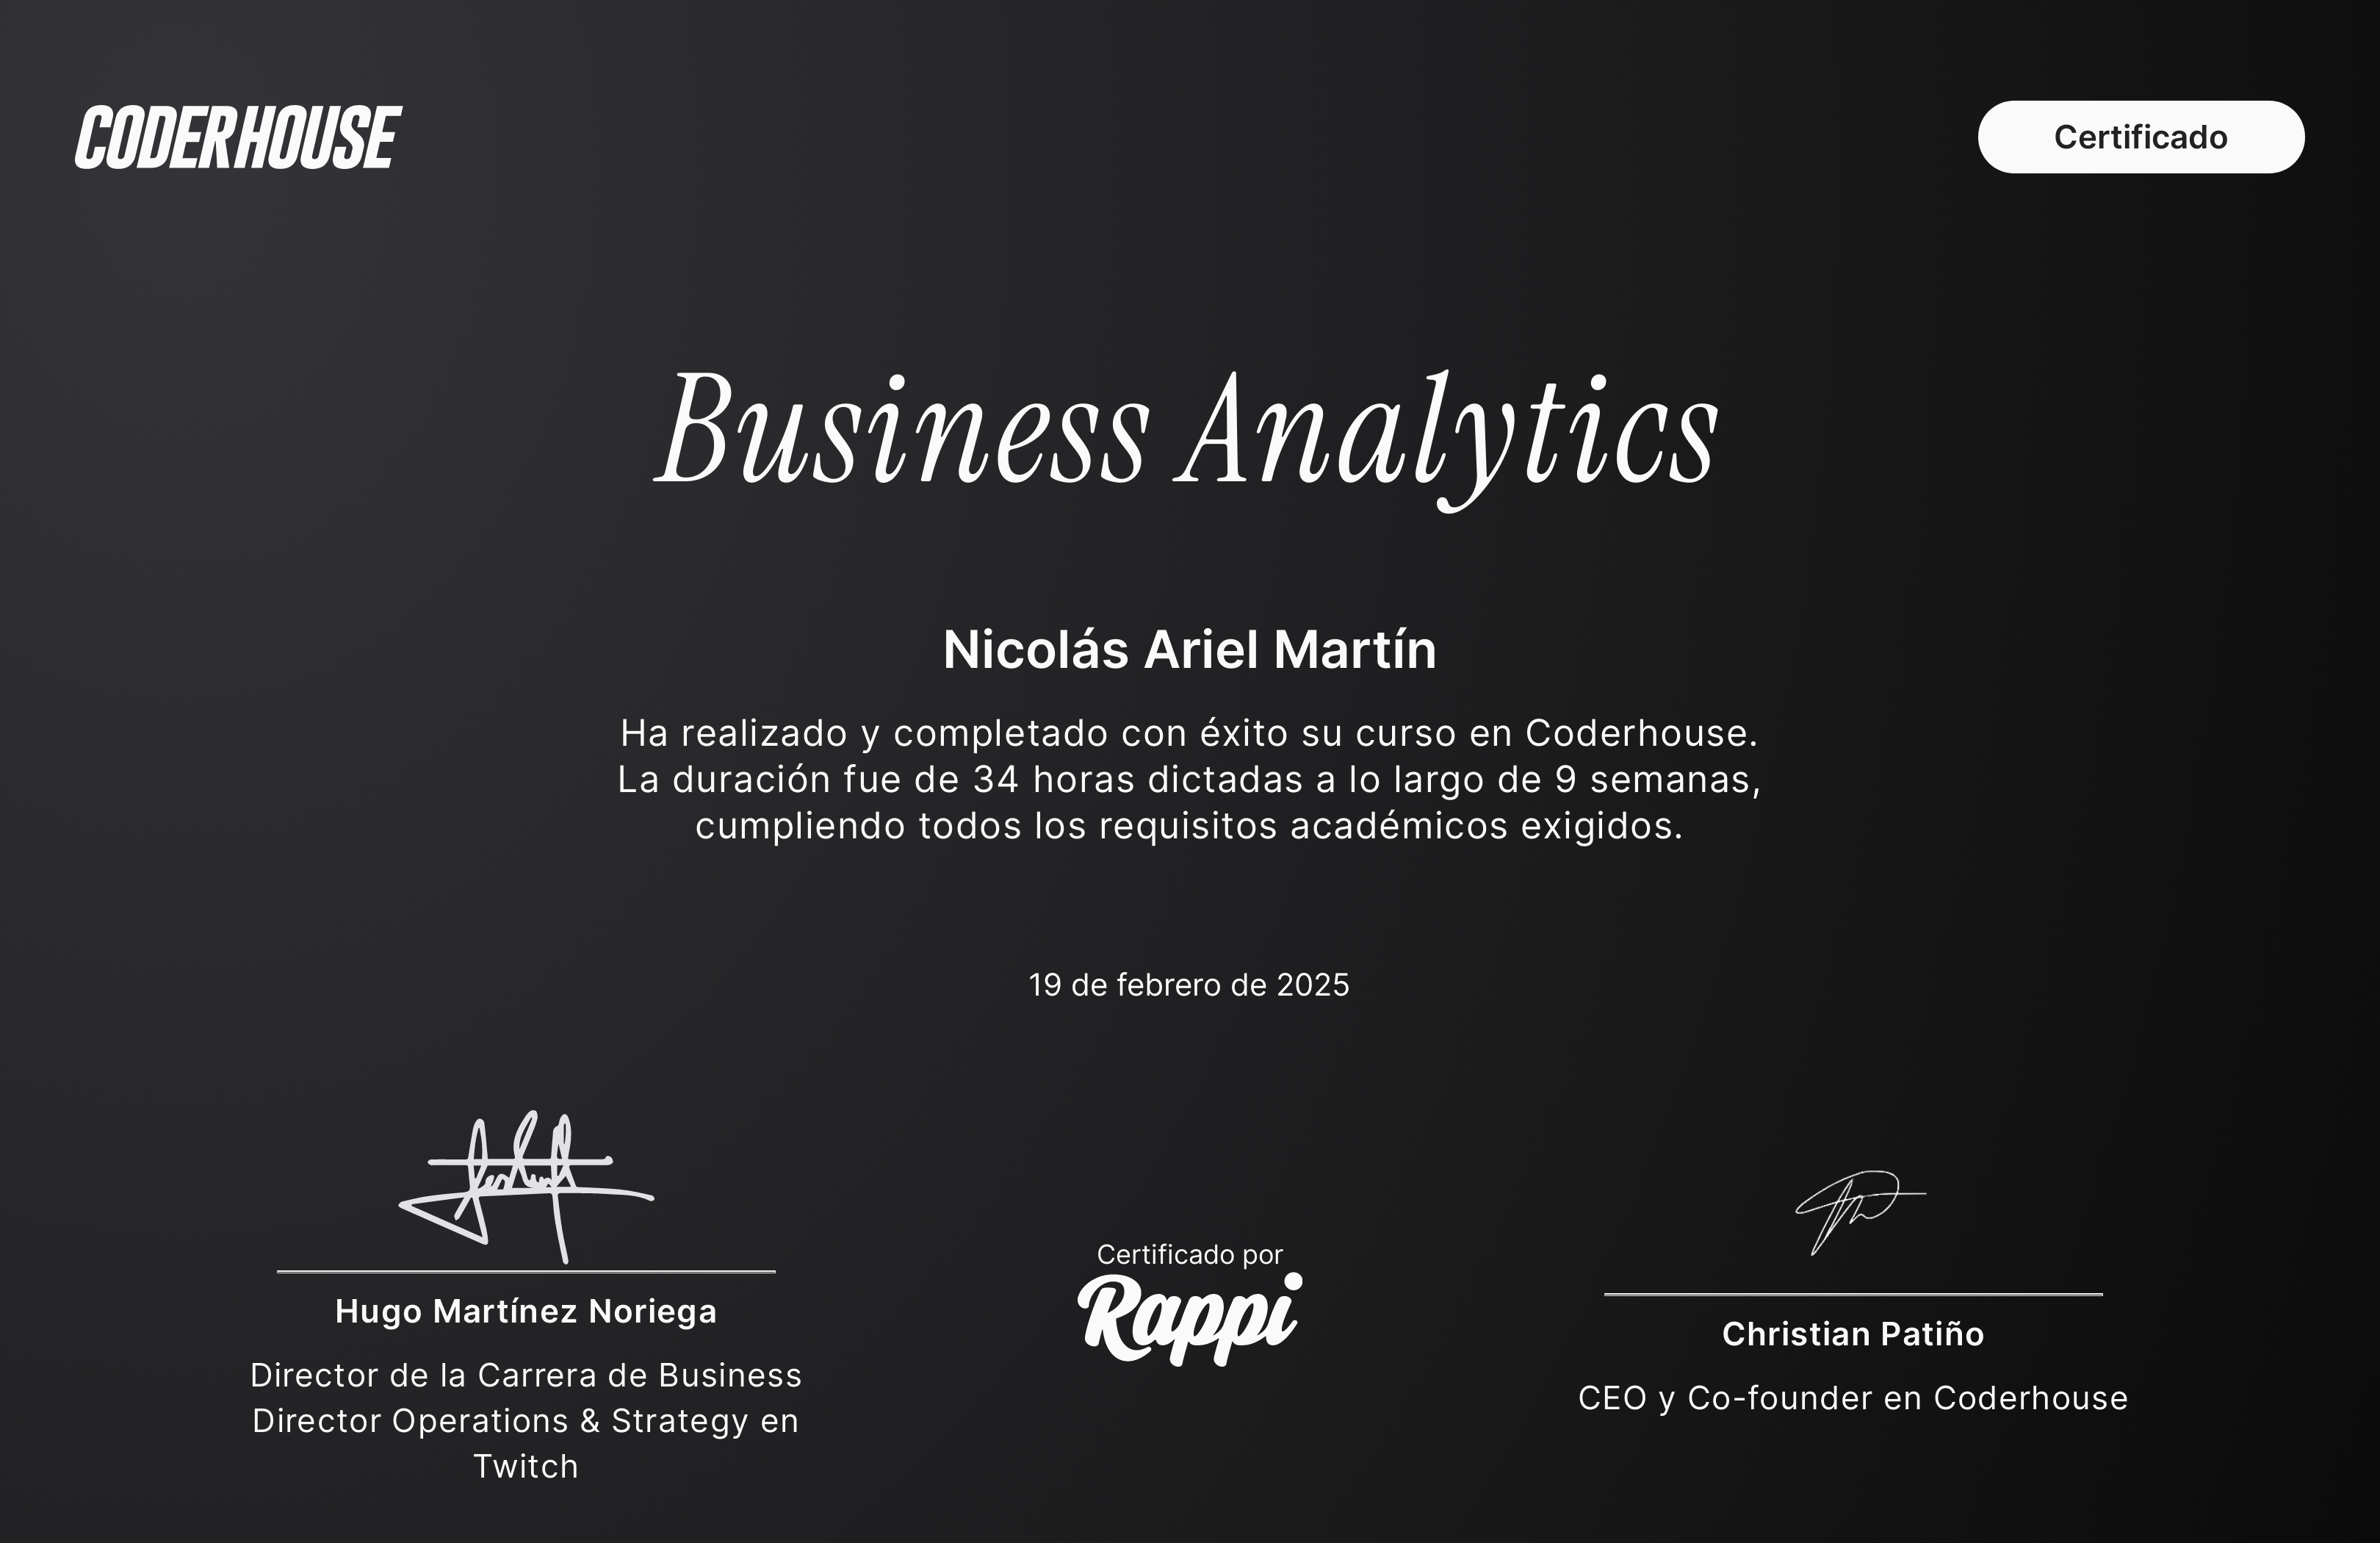 CODERHOUSE
Certificado
Business Analytics
Nicolás Ariel Martín
Ha realizado y completado con éxito su curso en Coderhouse.
La duración fue de 34 horas dictadas a lo largo de 9 semanas,
cumpliendo todos los requisitos académicos exigidos.
19 de febrero de 2025
Hugo Martínez Noriega
Director de la Carrera de Business
Director Operations & Strategy en
Twitch
Certificado por
Rappi
Christian Patiño
CEO y Co-founder en Coderhouse